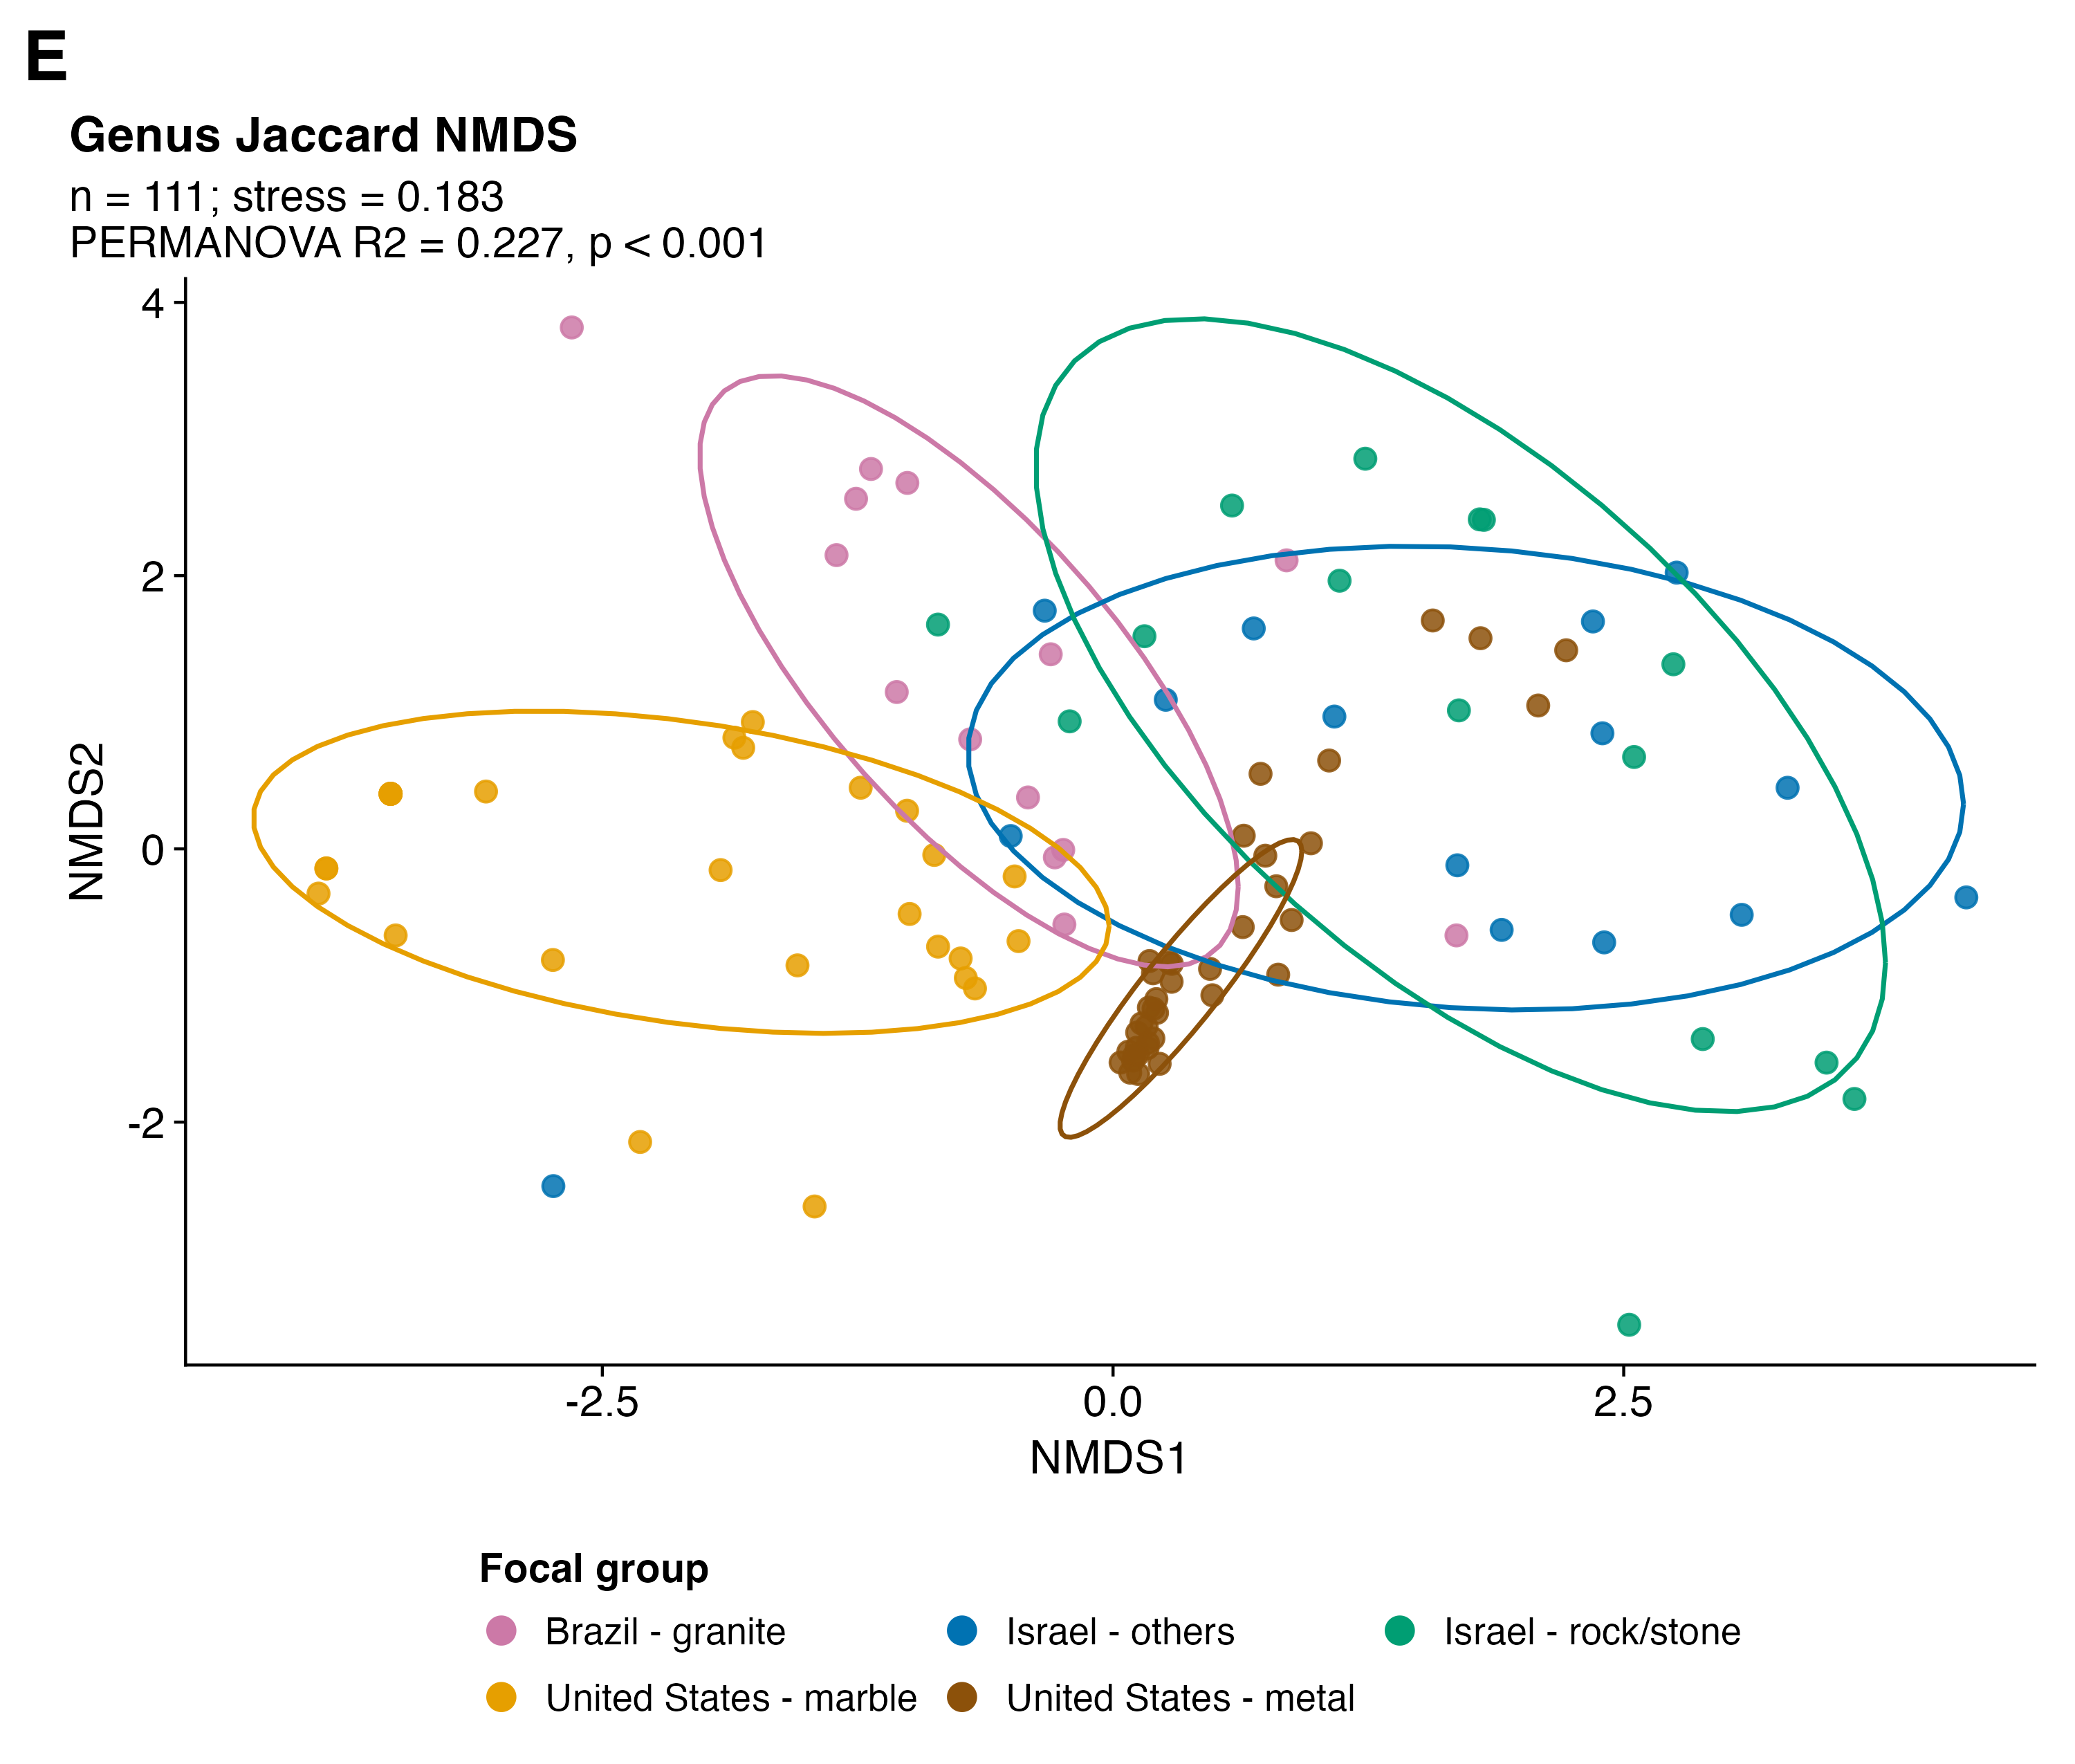 E
Genus Jaccard NMDS
n = 111; stress = 0.183
PERMANOVA R2 = 0.227, p < 0.001
4
2
0
-2
NMDS2
-2.5 0.0 2.5
NMDS1
Focal group
Brazil - granite Israel - others Israel - rock/stone
United States - marble United States - metal